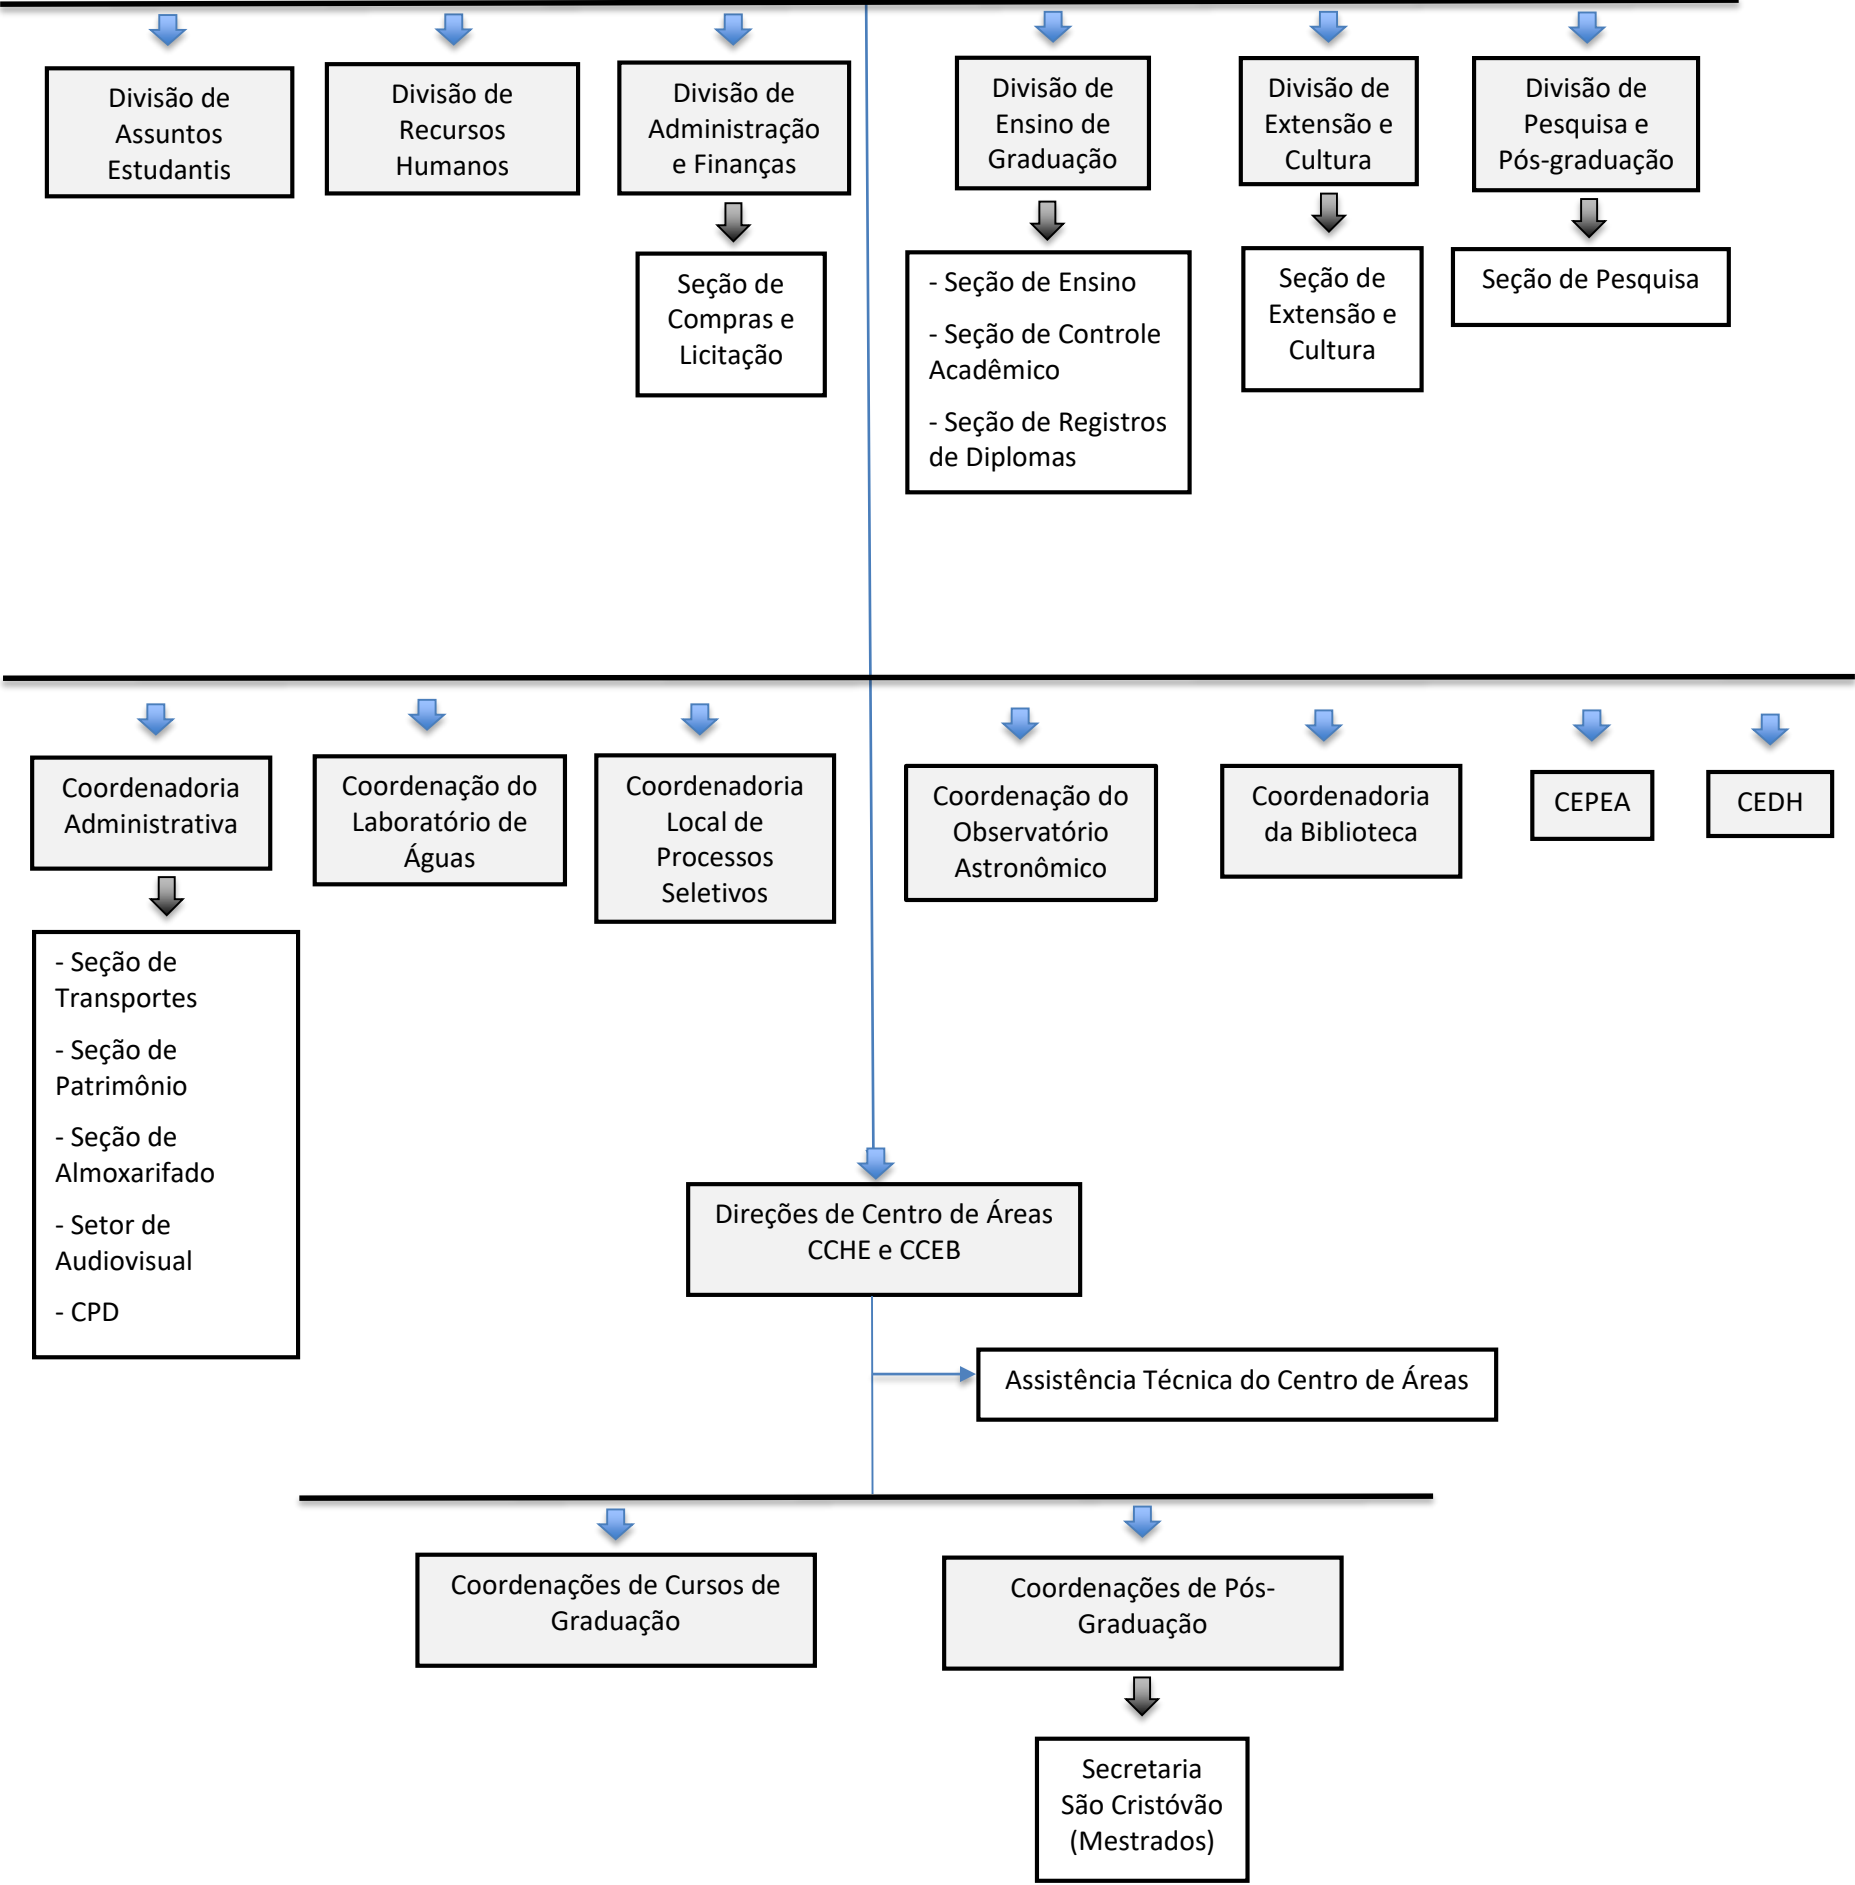 Divisão de
Assuntos
Estudantis
Divisão de
Recursos
Humanos
Divisão de
Administração
e Finanças
Divisão de
Ensino de
Graduação
Divisão de
Extensão e
Cultura
Divisão de
Pesquisa e
Pós-graduação
Seção de
Compras e
Licitação
- Seção de Ensino
- Seção de Controle
Acadêmico
- Seção de Registros
de Diplomas
Seção de
Extensão e
Cultura
Seção de Pesquisa
Coordenadoria
Administrativa
Coordenação do
Laboratório de
Águas
Coordenadoria
Local de
Processos
Seletivos
Coordenação do
Observatório
Astronômico
Coordenadoria
da Biblioteca
CEPEA
CEDH
- Seção de
Transportes
- Seção de
Patrimônio
- Seção de
Almoxarifado
- Setor de
Audiovisual
- CPD
Direções de Centro de Áreas
CCHE e CCEB
Assistência Técnica do Centro de Áreas
Coordenações de Cursos de
Graduação
Coordenações de Pós-
Graduação
Secretaria
São Cristóvão
(Mestrados)